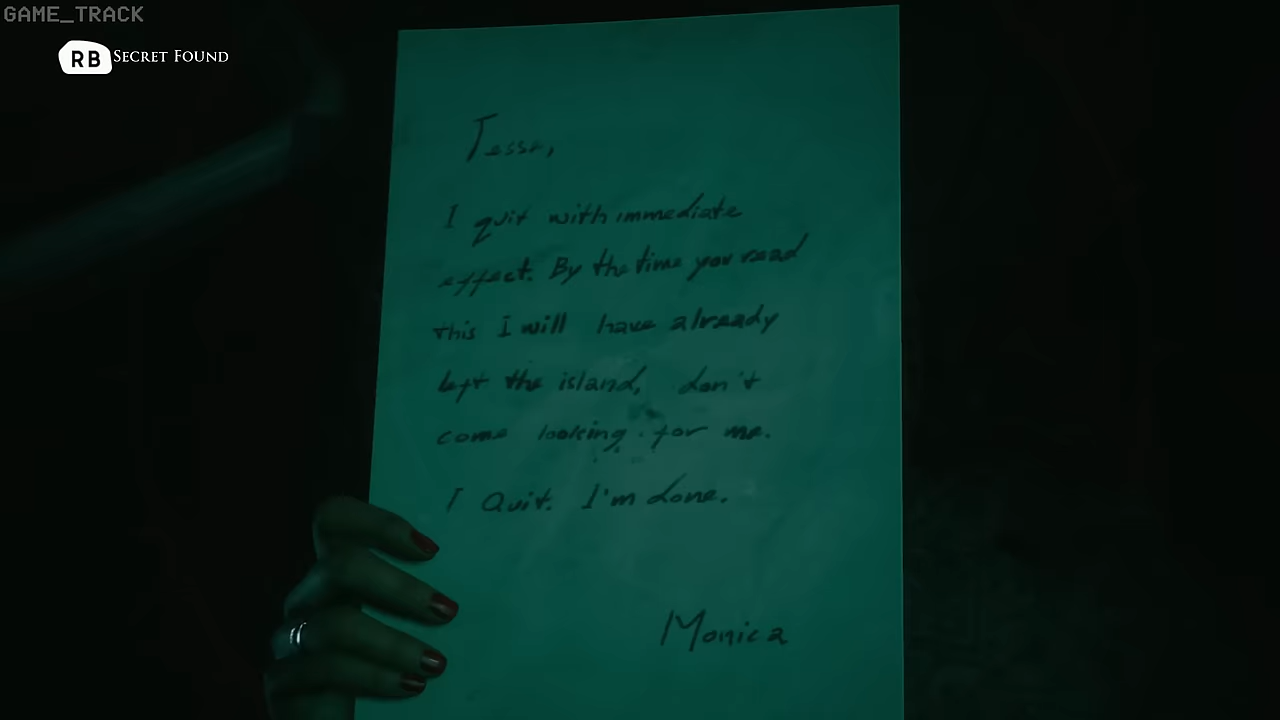 GAME_TRACK
RB SECRET FOUND
Tessa,
I quit with immediate
effect. By the time you read
this I will have already
left the island, don't
come looking for me.
I Quit. I'm done.
Monica